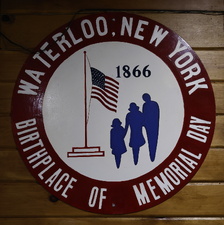 WATERLOO, NEW YORK
1866
BIRTHPLACE OF MEMORIAL DAY